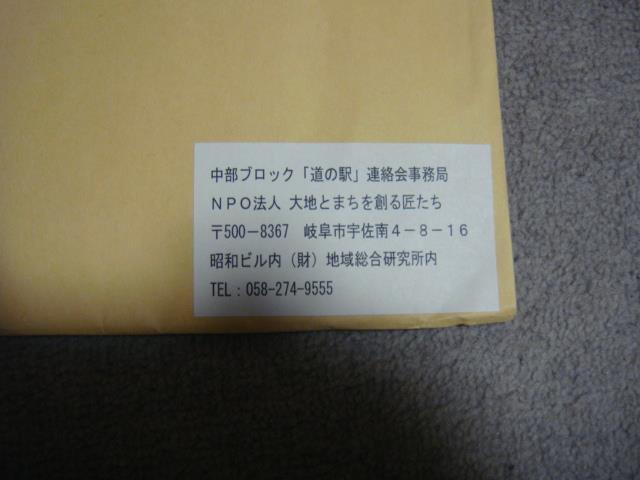 中部ブロック「道の駅」連絡会事務局
ＮＰＯ法人 大地とまちを創る匠たち
〒500－8367　岐阜市宇佐南４－８－１６
昭和ビル内（財）地域総合研究所内
TEL：058-274-9555